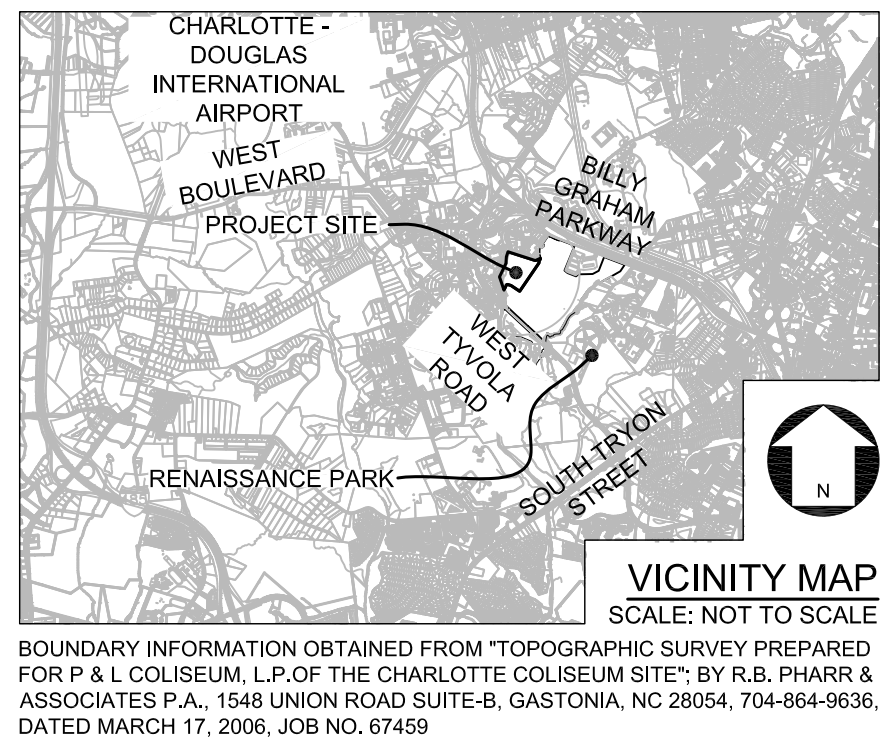 CHARLOTTE -
DOUGLAS
INTERNATIONAL
AIRPORT
WEST
BOULEVARD
BILLY
GRAHAM
PARKWAY
PROJECT SITE
WEST
TYVOLA
ROAD
RENAISSANCE PARK
SOUTH TRYON
STREET
N
VICINITY MAP
SCALE: NOT TO SCALE
BOUNDARY INFORMATION OBTAINED FROM "TOPOGRAPHIC SURVEY PREPARED
FOR P & L COLISEUM, L.P.OF THE CHARLOTTE COLISEUM SITE"; BY R.B. PHARR &
ASSOCIATES P.A., 1548 UNION ROAD SUITE-B, GASTONIA, NC 28054, 704-864-9636,
DATED MARCH 17, 2006, JOB NO. 67459